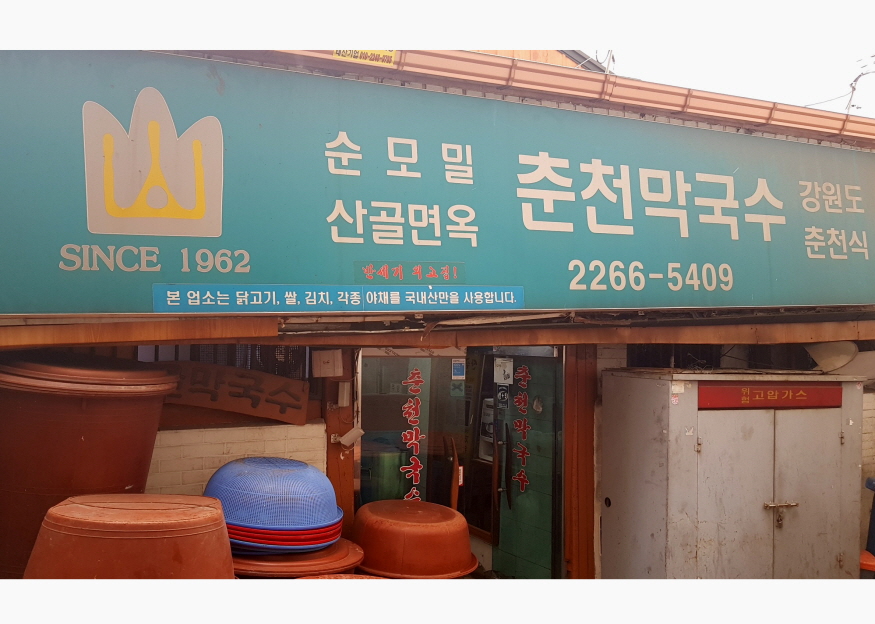 순모밀
산골면옥
춘천막국수
강원도
춘천식
SINCE 1962
2266-5409
본 업소는 닭고기, 쌀, 김치, 각종 야채를 국내산만을 사용합니다.
막국수
춘천막국수
춘천막국수
위험 고압가스